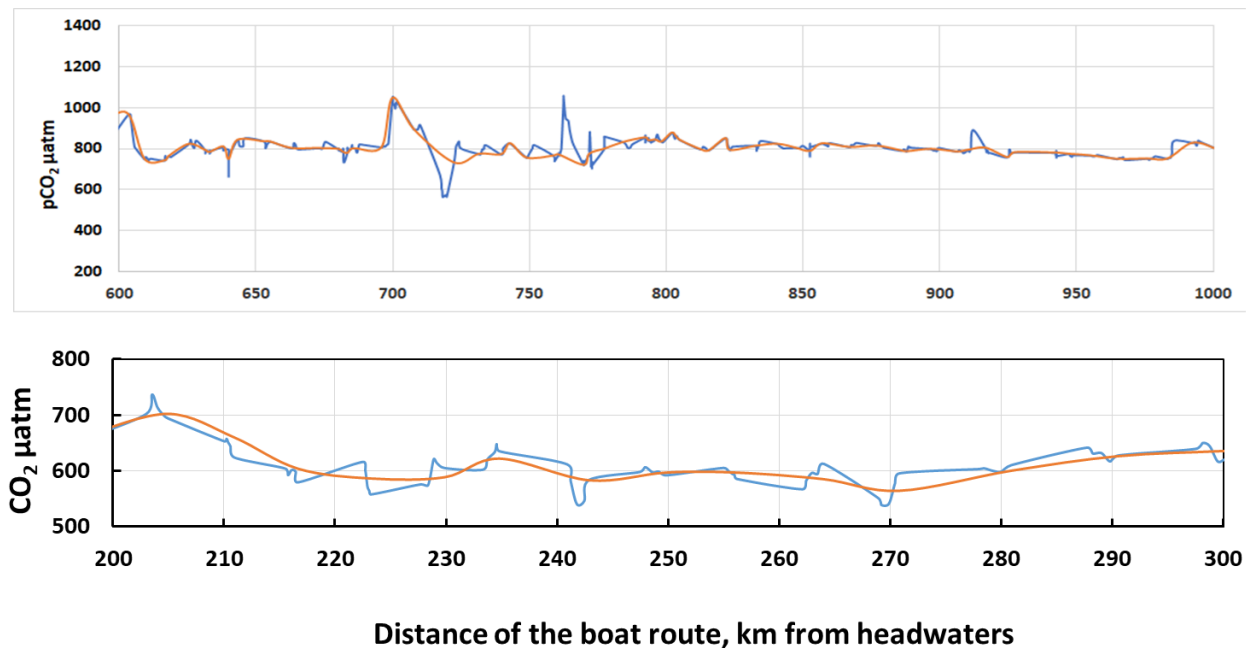 1400
1200
1000
800
600
400
200
pCO₂ µatm
600 650 700 750 800 850 900 950 1000
800
700
600
500
CO₂ µatm
200 210 220 230 240 250 260 270 280 290 300
Distance of the boat route, km from headwaters